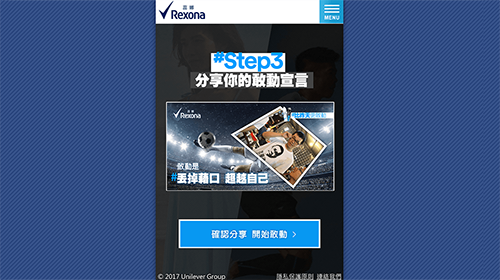 蕊娜
Rexona
MENU
#Step3
分享你的敢動宣言
Rexona
敢動是
#丟掉藉口 超越自己
確認分享 開始敢動 >
© 2017 Unilever Group
隱私保護原則 連絡我們